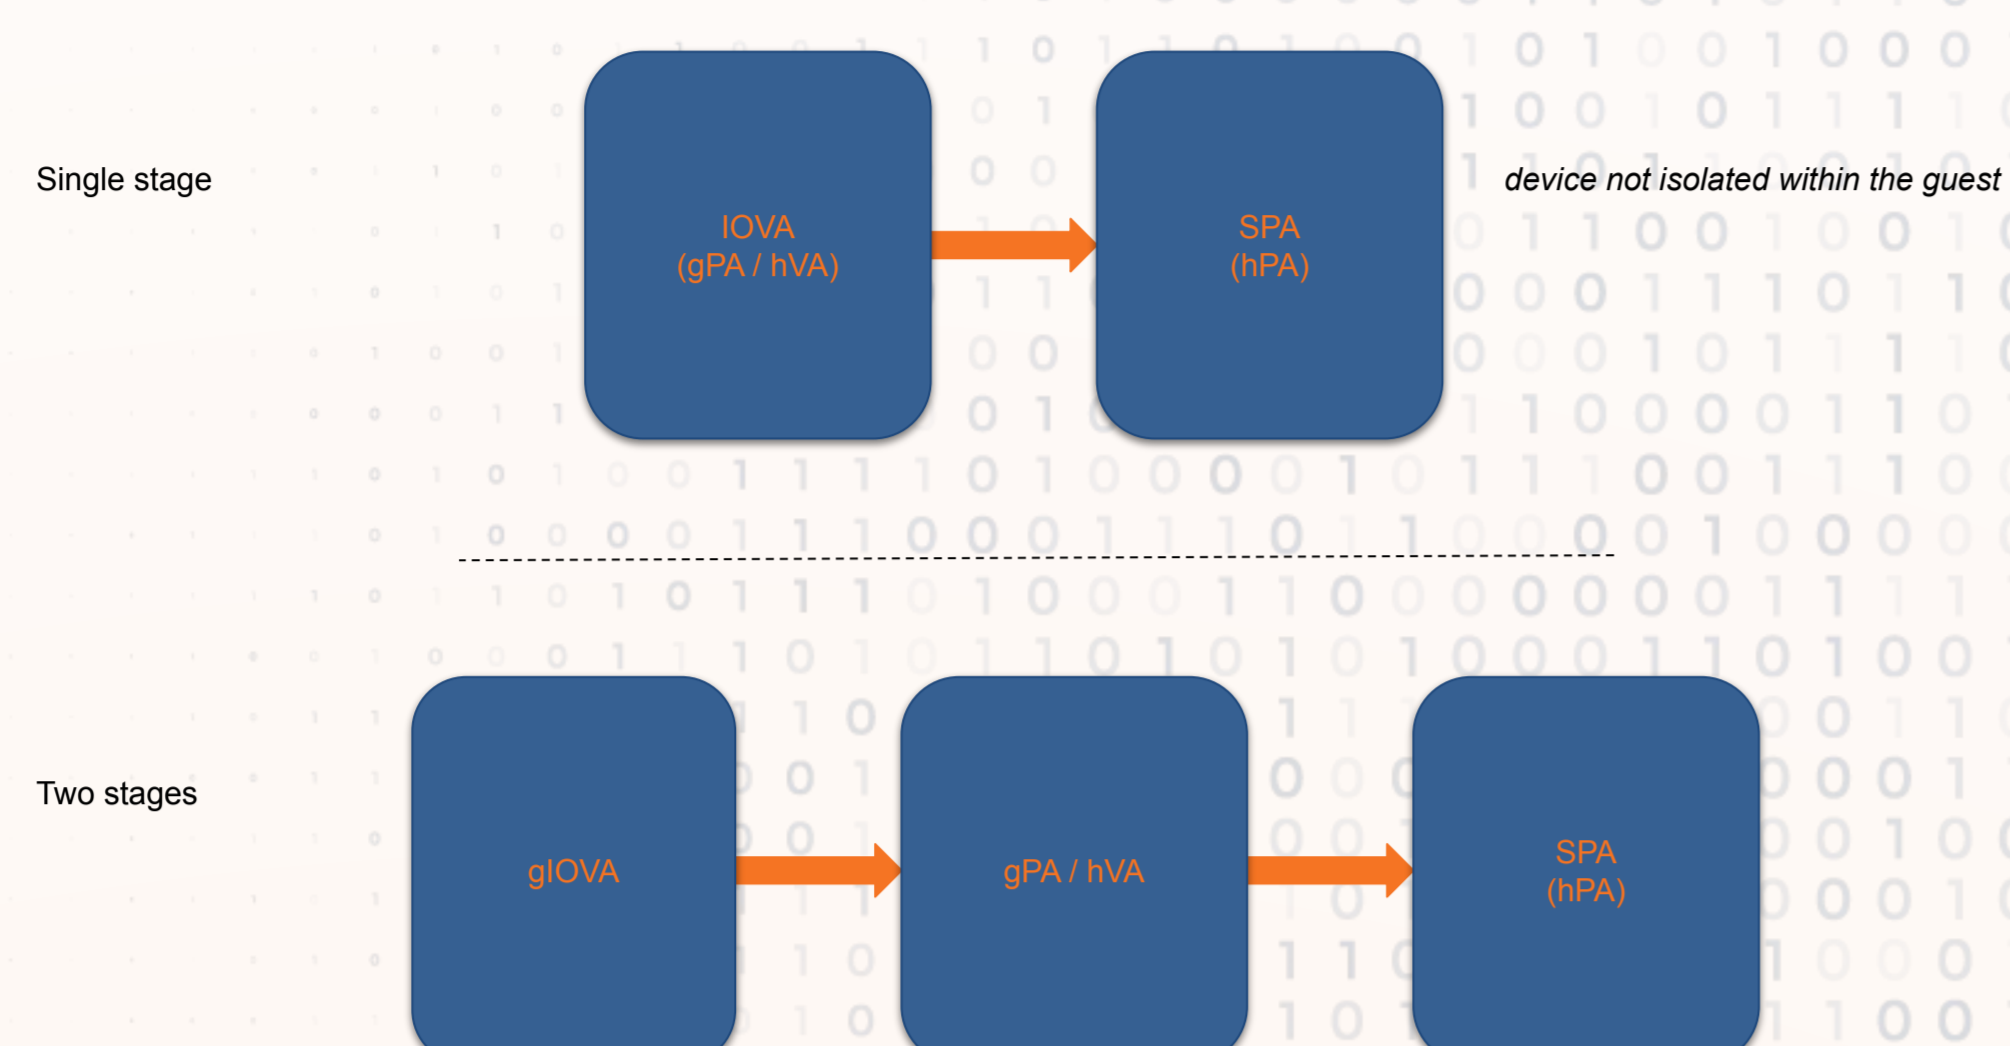 Single stage
IOVA
(gPA / hVA)
SPA
(hPA)
device not isolated within the guest
Two stages
gIOVA
gPA / hVA
SPA
(hPA)